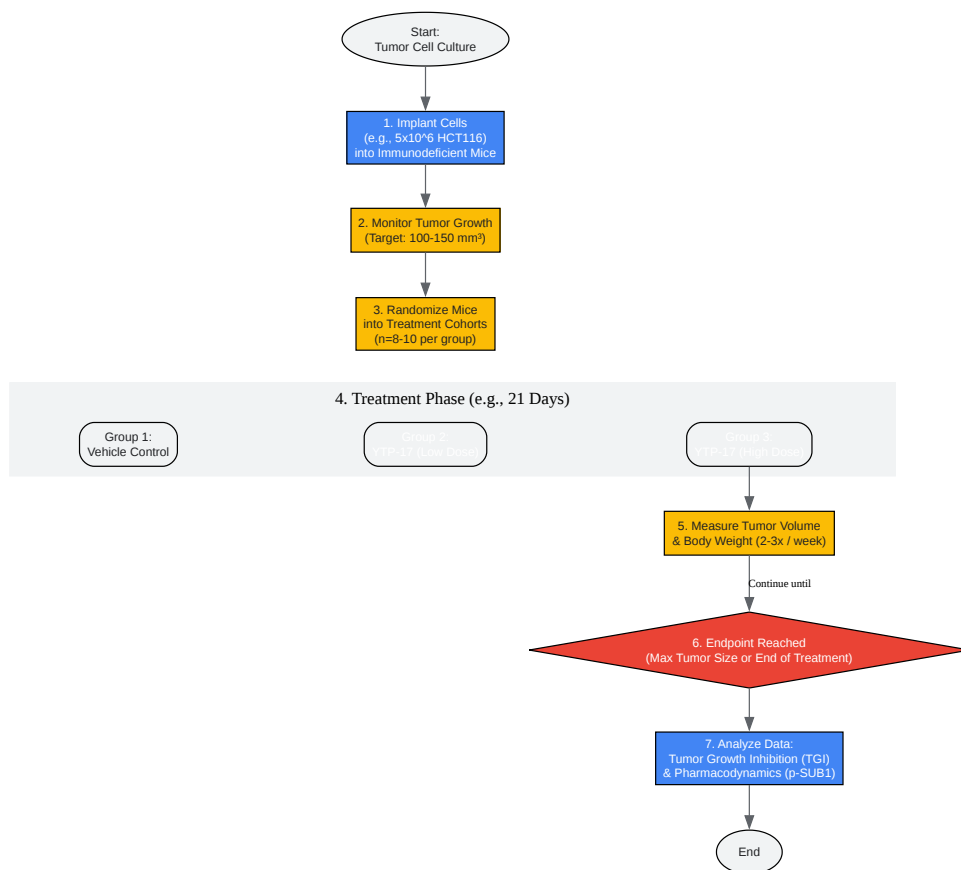 Start:
Tumor Cell Culture
1. Implant Cells
(e.g., 5x10^6 HCT116)
into Immunodeficient Mice
2. Monitor Tumor Growth
(Target: 100-150 mm³)
3. Randomize Mice
into Treatment Cohorts
(n=8-10 per group)
4. Treatment Phase (e.g., 21 Days)
Group 1:
Vehicle Control
Group 2:
YTP-17 (Low Dose)
Group 3:
YTP-17 (High Dose)
5. Measure Tumor Volume
& Body Weight (2-3x / week)
Continue until
6. Endpoint Reached
(Max Tumor Size or End of Treatment)
7. Analyze Data:
Tumor Growth Inhibition (TGI)
& Pharmacodynamics (p-SUB1)
End